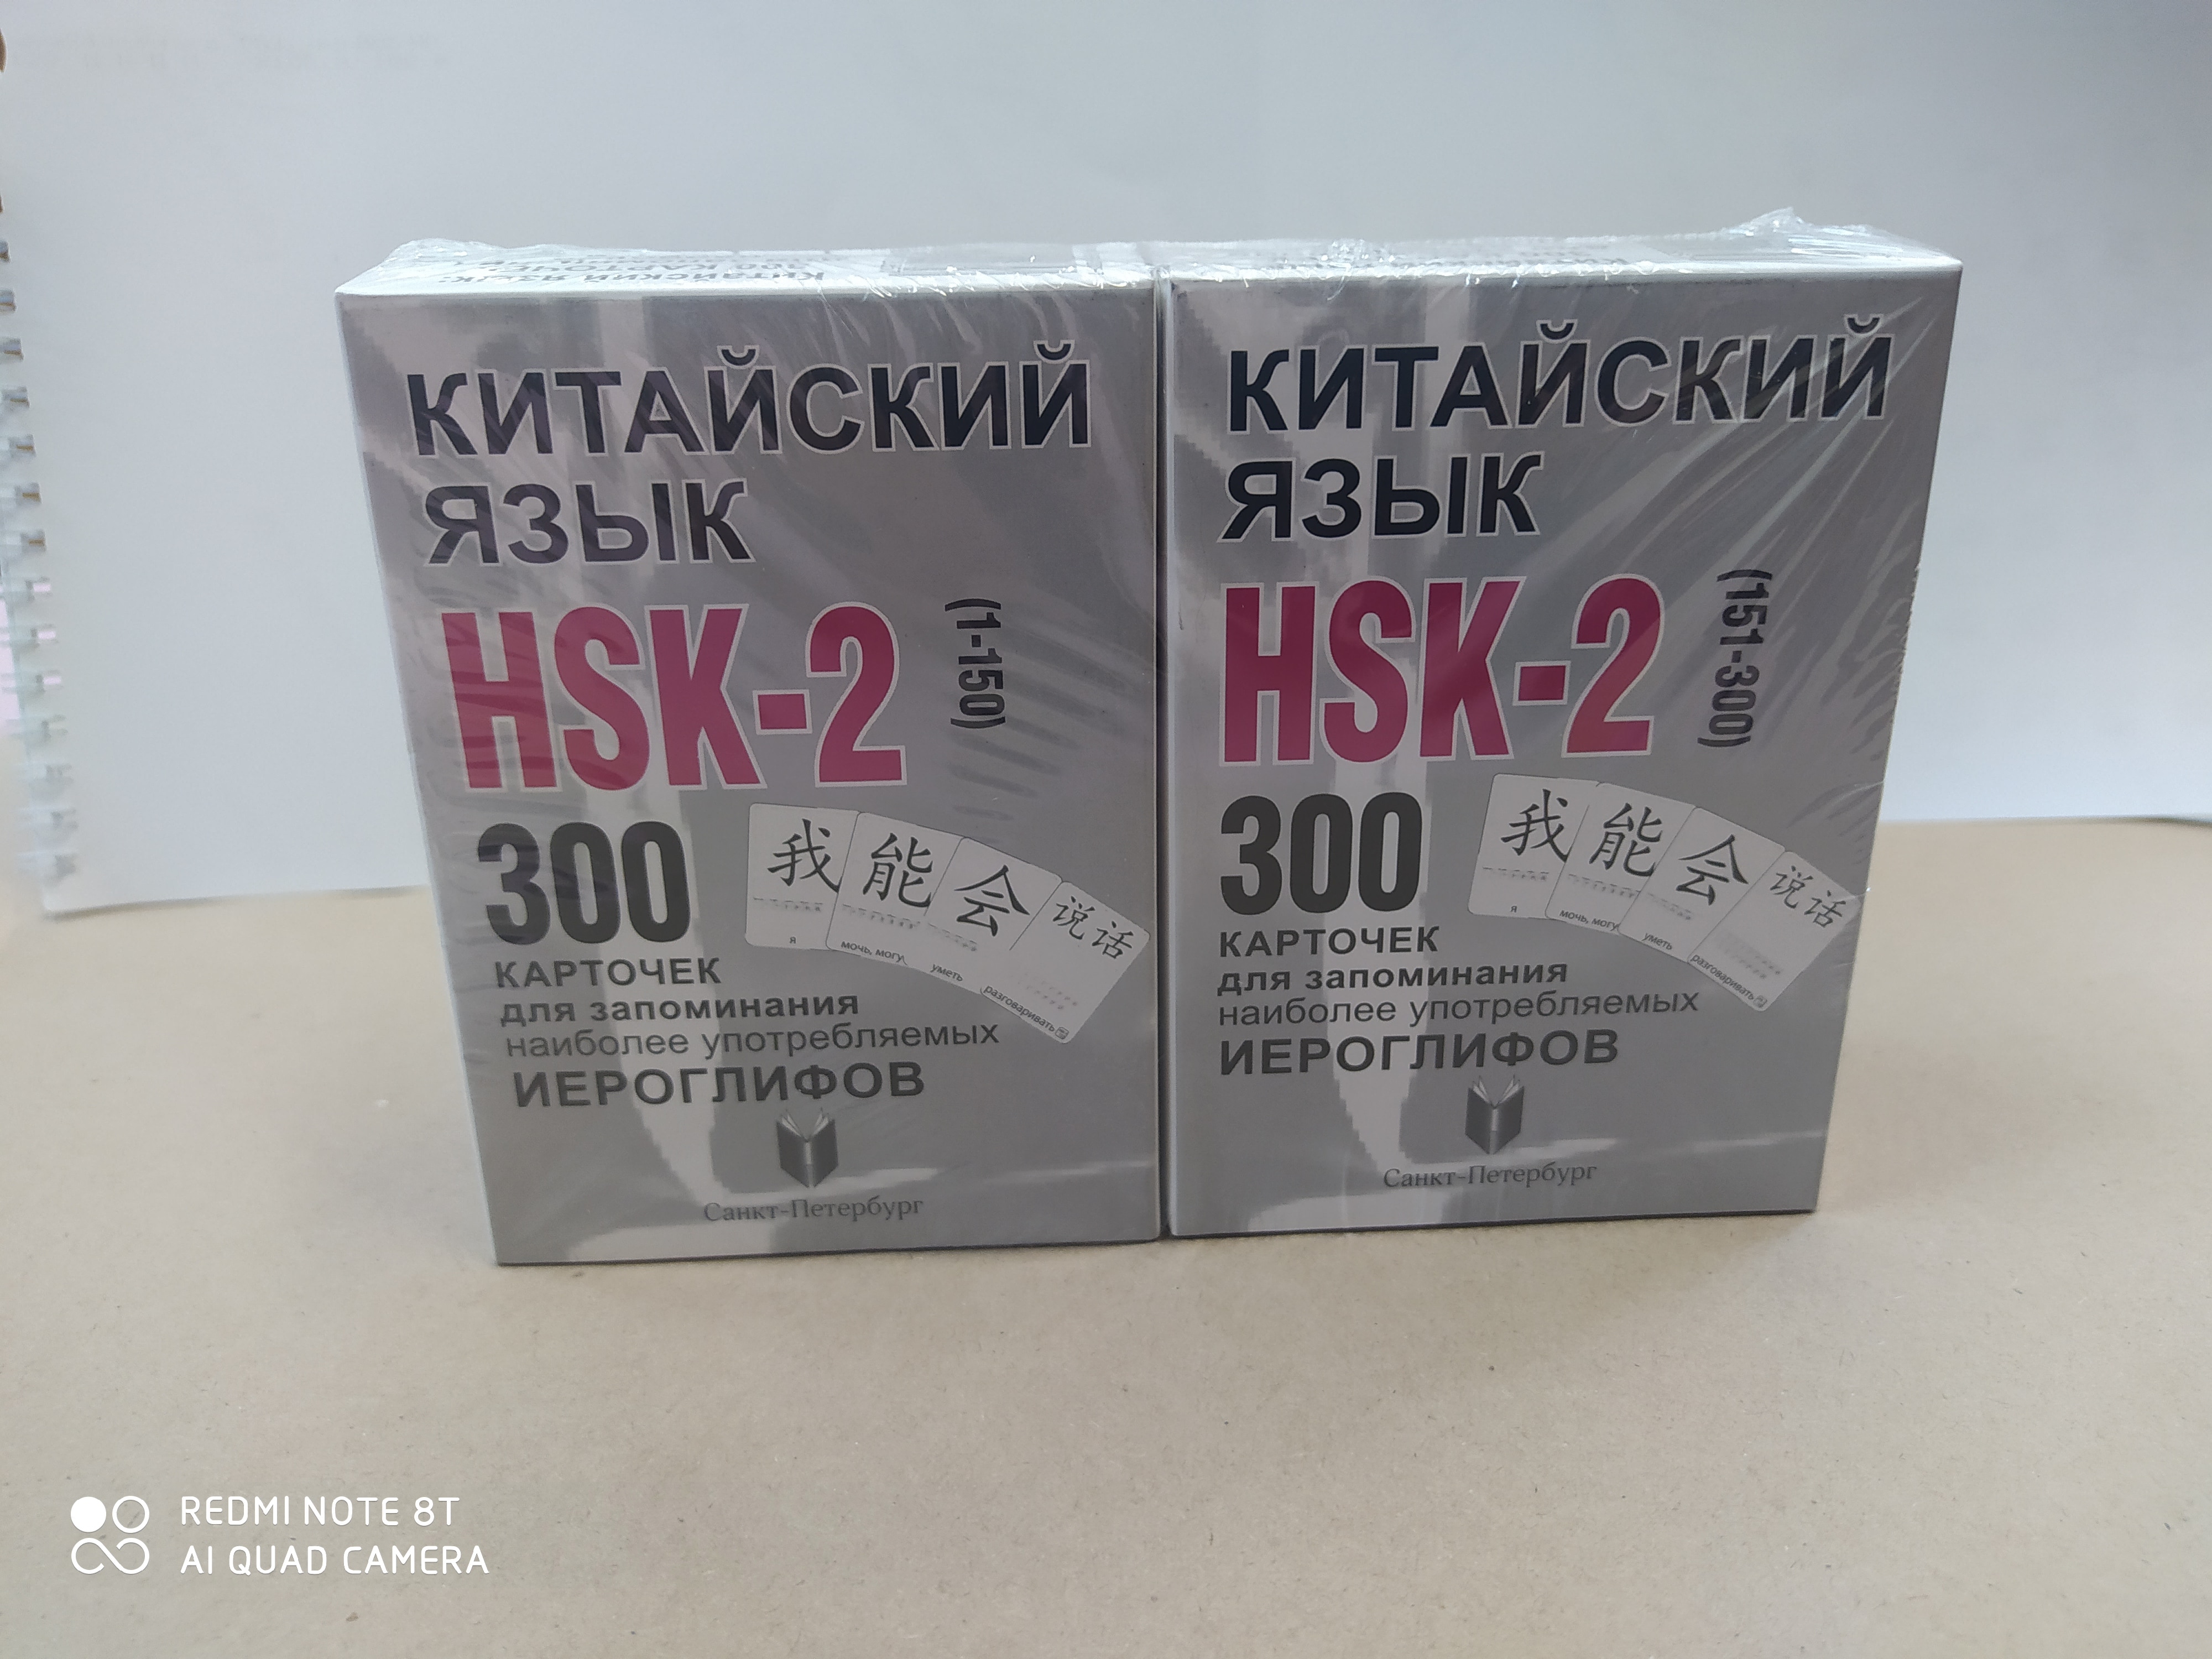 Китайский язык:
КИТАЙСКИЙ
ЯЗЫК
HSK-2
(1-150)
300
我 能 会 说话
я
мочь, могу
уметь
разговаривать
КАРТОЧЕК
для запоминания
наиболее употребляемых
ИЕРОГЛИФОВ
Санкт-Петербург
КИТАЙСКИЙ
ЯЗЫК
HSK-2
(151-300)
300
我 能 会 说话
я
мочь, могу
уметь
разговаривать
КАРТОЧЕК
для запоминания
наиболее употребляемых
ИЕРОГЛИФОВ
Санкт-Петербург
REDMI NOTE 8T
AI QUAD CAMERA